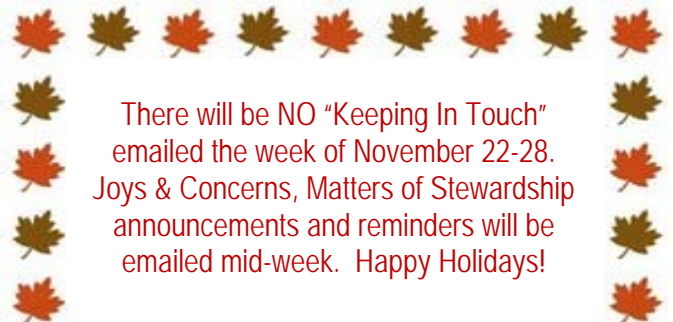 There will be NO “Keeping In Touch”
emailed the week of November 22-28.
Joys & Concerns, Matters of Stewardship
announcements and reminders will be
emailed mid-week.  Happy Holidays!